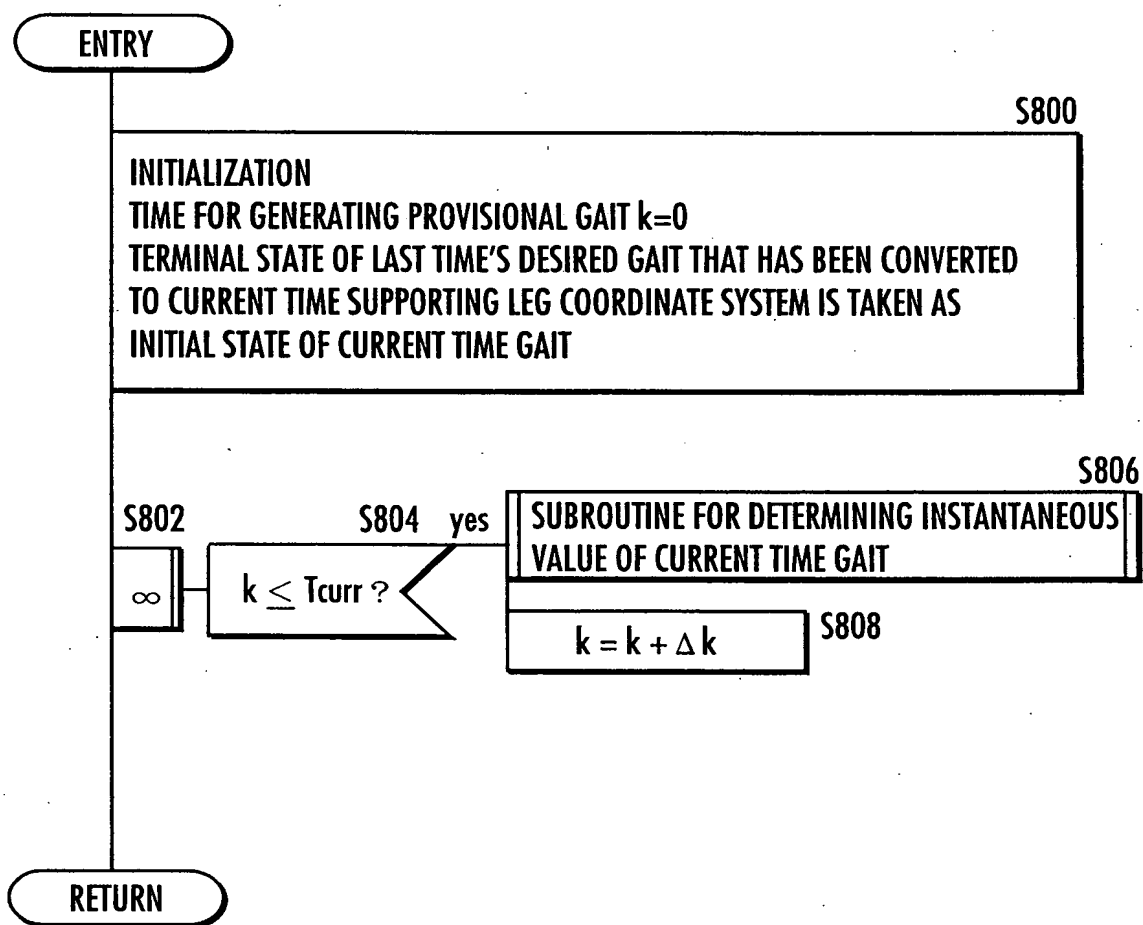 ENTRY
S800
INITIALIZATION
TIME FOR GENERATING PROVISIONAL GAIT k=0
TERMINAL STATE OF LAST TIME'S DESIRED GAIT THAT HAS BEEN CONVERTED
TO CURRENT TIME SUPPORTING LEG COORDINATE SYSTEM IS TAKEN AS
INITIAL STATE OF CURRENT TIME GAIT
S802
∞
S804
k ≤ Tcurr ?
yes
S806
SUBROUTINE FOR DETERMINING INSTANTANEOUS
VALUE OF CURRENT TIME GAIT
k = k + Δ k
S808
RETURN